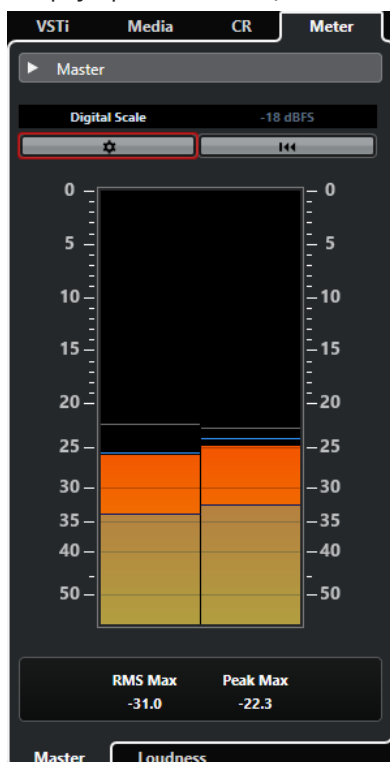 VSTi Media CR Meter
Master
Digital Scale -18 dBFS
0 0
5 5
10 10
15 15
20 20
25 25
30 30
35 35
40 40
50 50
RMS Max Peak Max
-31.0 -22.3
Master Loudness